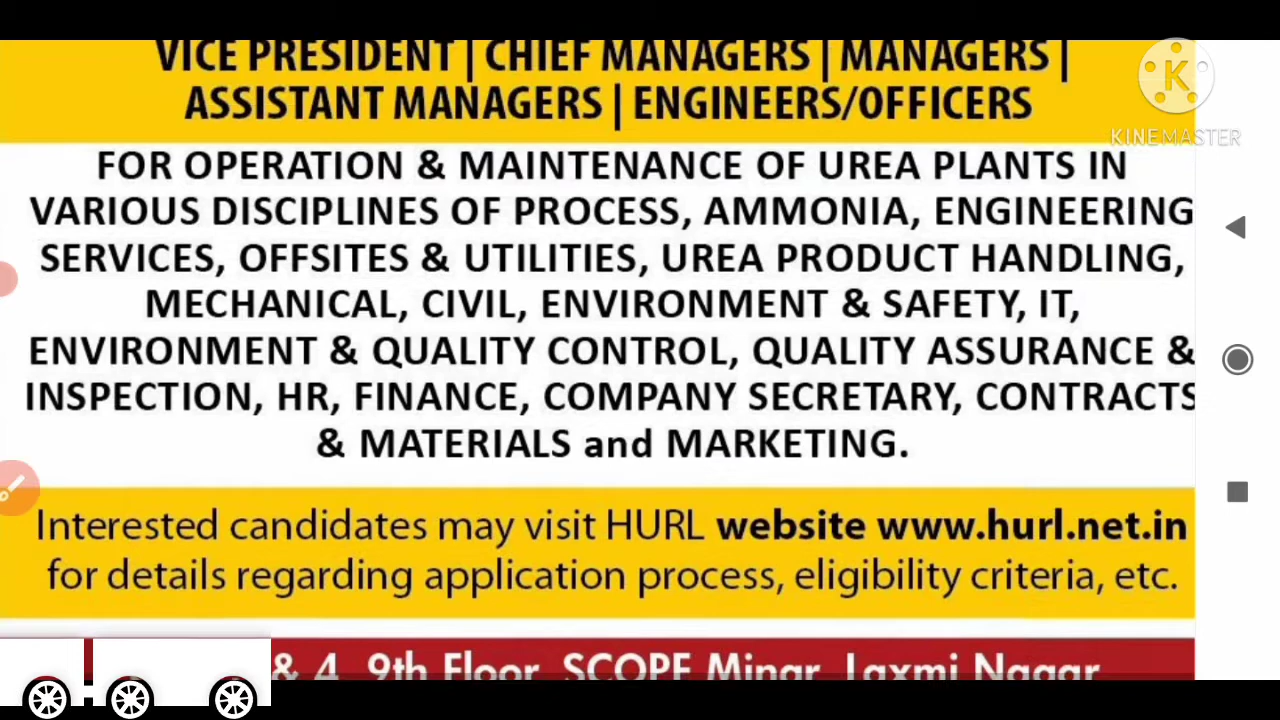 VICE PRESIDENT | CHIEF MANAGERS | MANAGERS |
ASSISTANT MANAGERS | ENGINEERS/OFFICERS
K
KINEMASTER
FOR OPERATION & MAINTENANCE OF UREA PLANTS IN
VARIOUS DISCIPLINES OF PROCESS, AMMONIA, ENGINEERING
SERVICES, OFFSITES & UTILITIES, UREA PRODUCT HANDLING,
MECHANICAL, CIVIL, ENVIRONMENT & SAFETY, IT,
ENVIRONMENT & QUALITY CONTROL, QUALITY ASSURANCE &
INSPECTION, HR, FINANCE, COMPANY SECRETARY, CONTRACTS
& MATERIALS and MARKETING.
Interested candidates may visit HURL website www.hurl.net.in
for details regarding application process, eligibility criteria, etc.
& 4, 9th Floor, SCOPE Minar, Laxmi Nagar